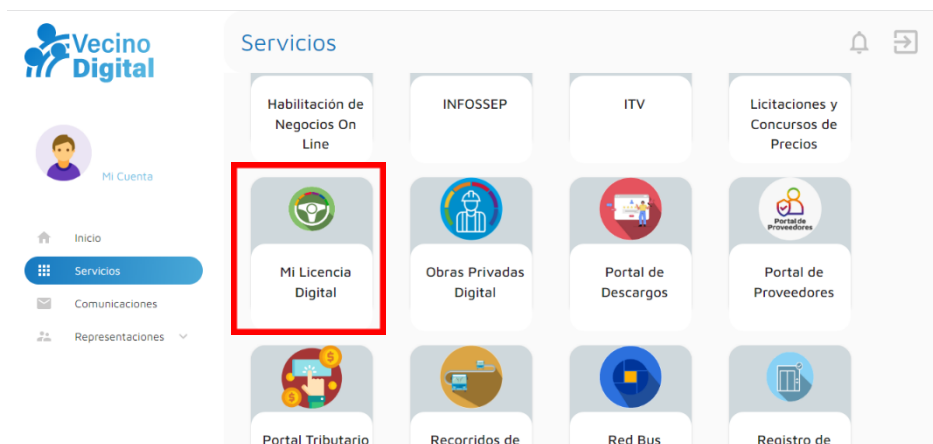 Vecino
Digital
Servicios
Mi Cuenta
Inicio
Servicios
Comunicaciones
Representaciones
Habilitación de
Negocios On
Line
INFOSSEP
ITV
Licitaciones y
Concursos de
Precios
Mi Licencia
Digital
Obras Privadas
Digital
Portal de
Descargos
Portal de
Proveedores
Portal de
Proveedores
Portal Tributario
Recorridos de
Red Bus
Registro de